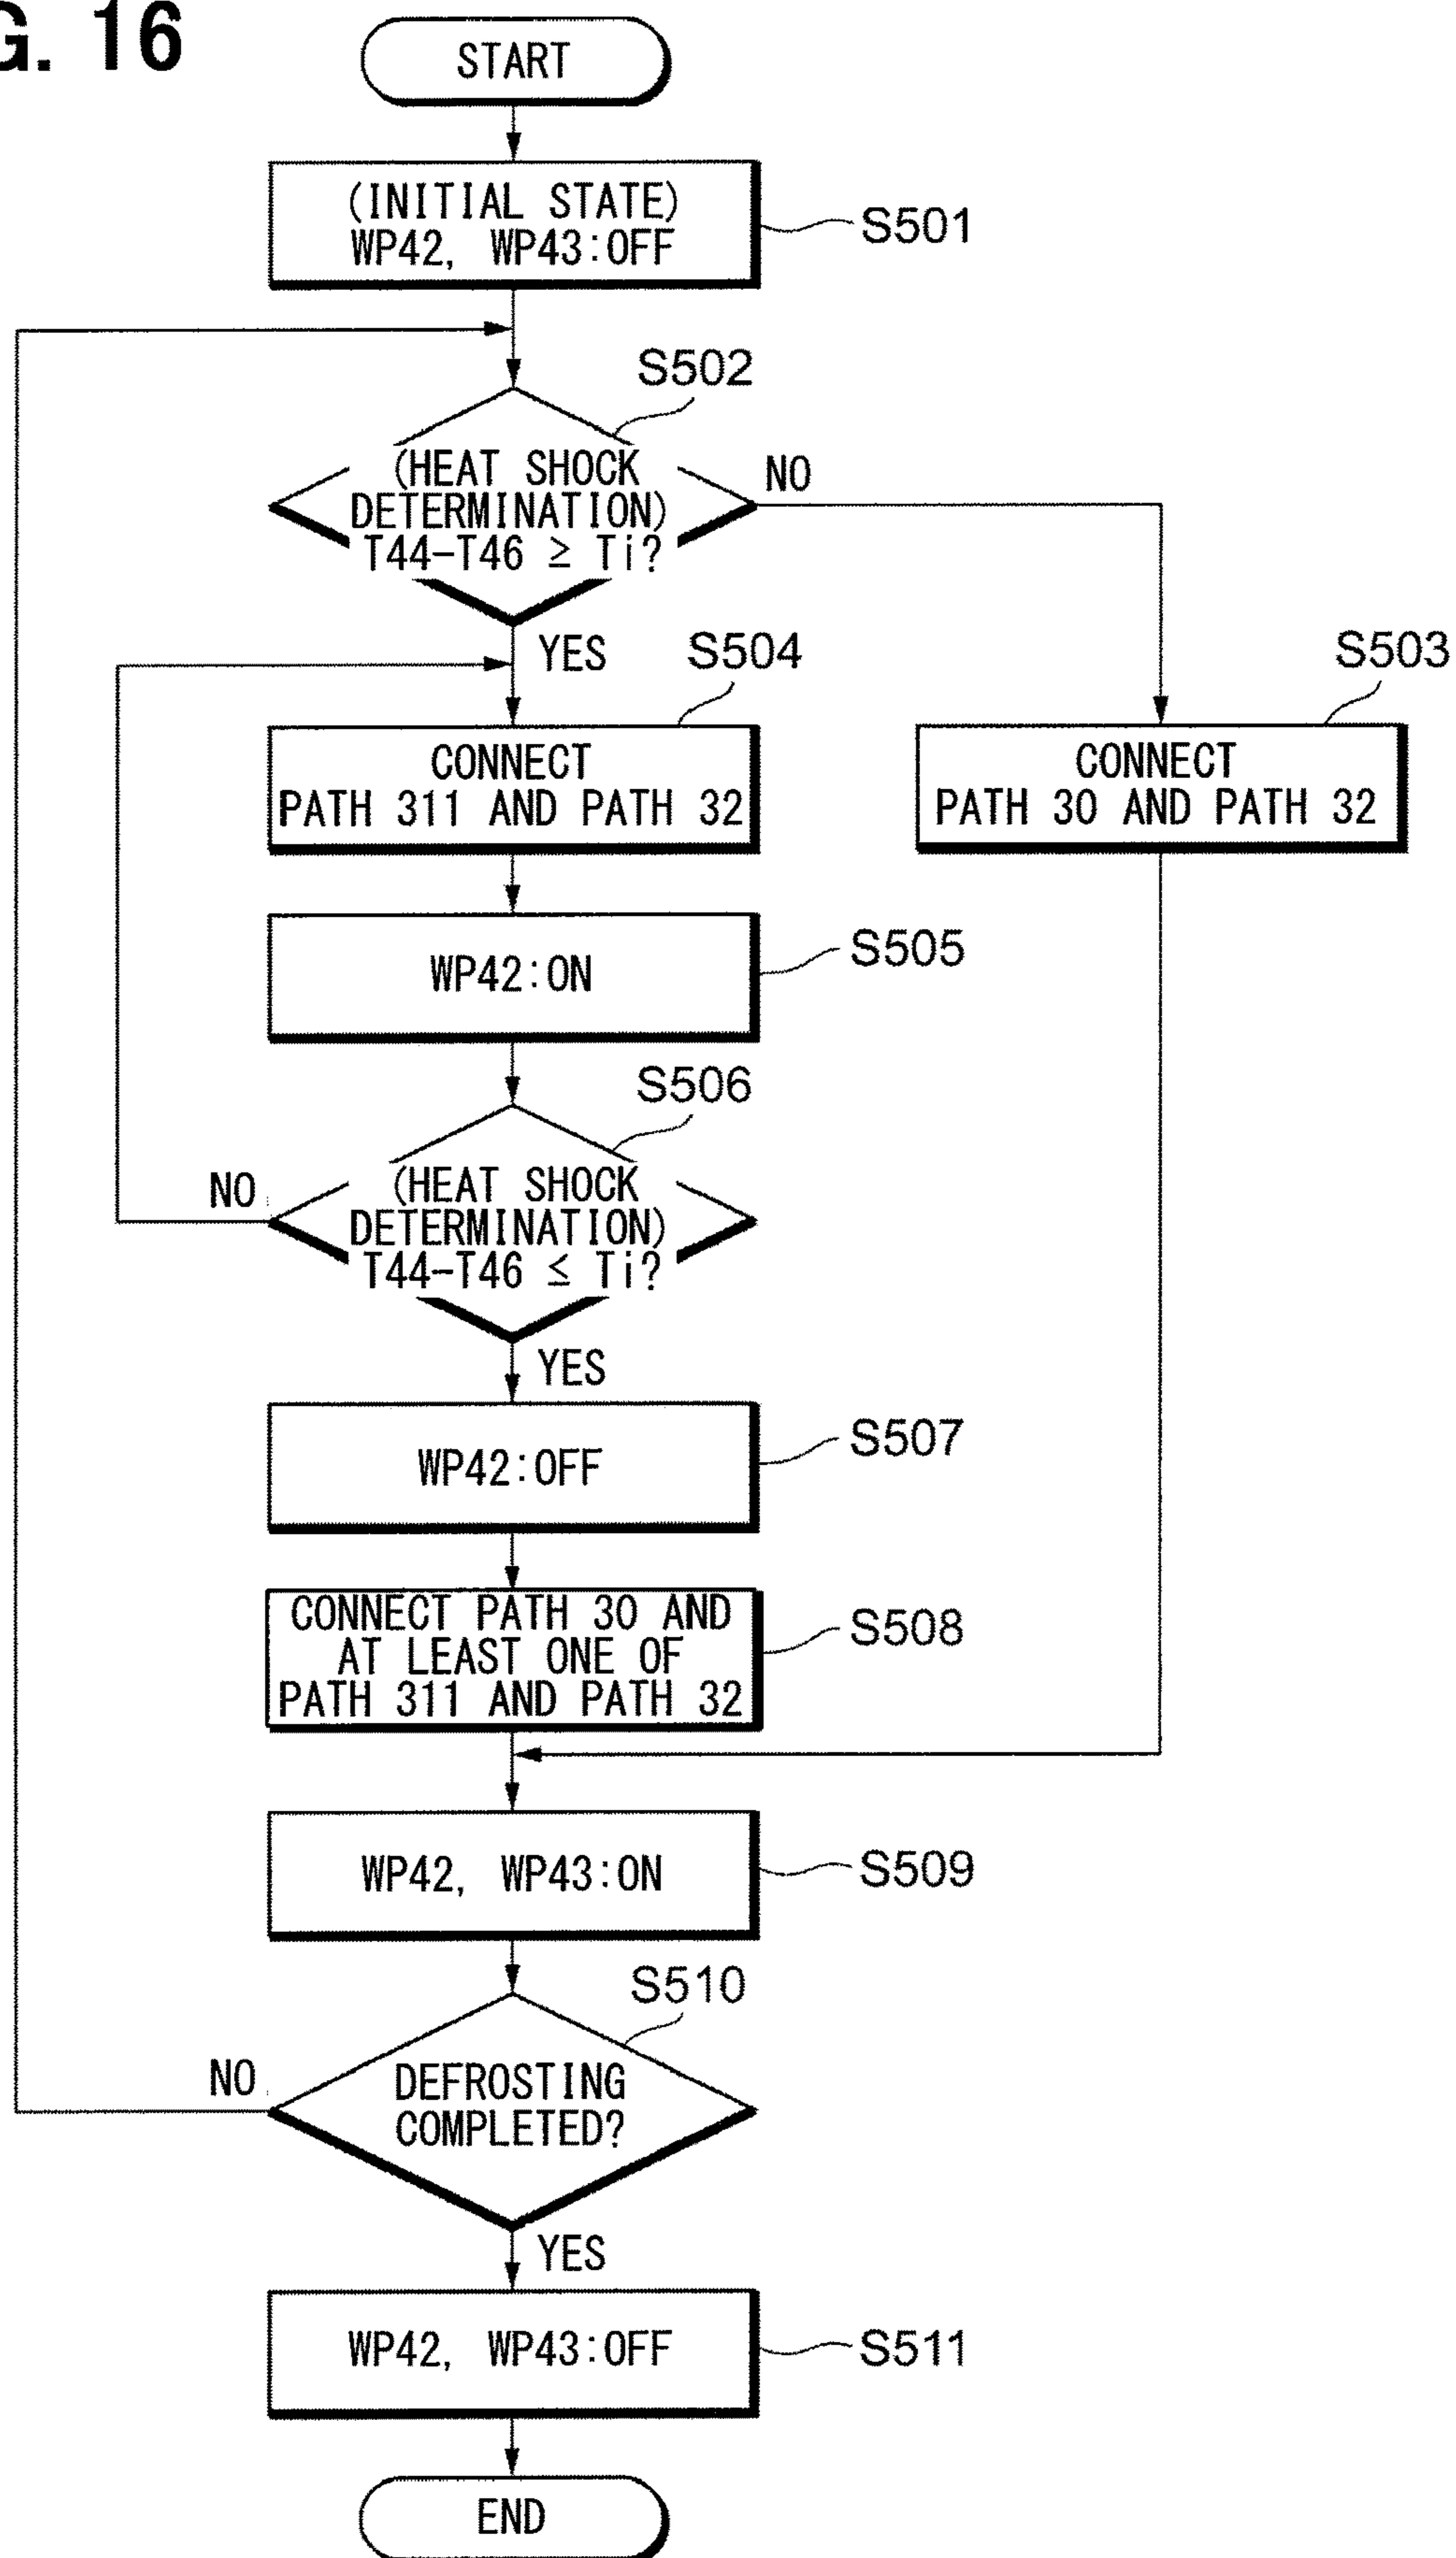 G. 16
START
(INITIAL STATE)
WP42, WP43:OFF
S501
S502
(HEAT SHOCK
DETERMINATION)
T44-T46 ≥ Ti?
NO
YES
S504
S503
CONNECT
PATH 311 AND PATH 32
CONNECT
PATH 30 AND PATH 32
WP42:ON
S505
S506
(HEAT SHOCK
DETERMINATION)
T44-T46 ≤ Ti?
NO
YES
WP42:OFF
S507
CONNECT PATH 30 AND
AT LEAST ONE OF
PATH 311 AND PATH 32
S508
WP42, WP43:ON
S509
S510
DEFROSTING
COMPLETED?
NO
YES
WP42, WP43:OFF
S511
END